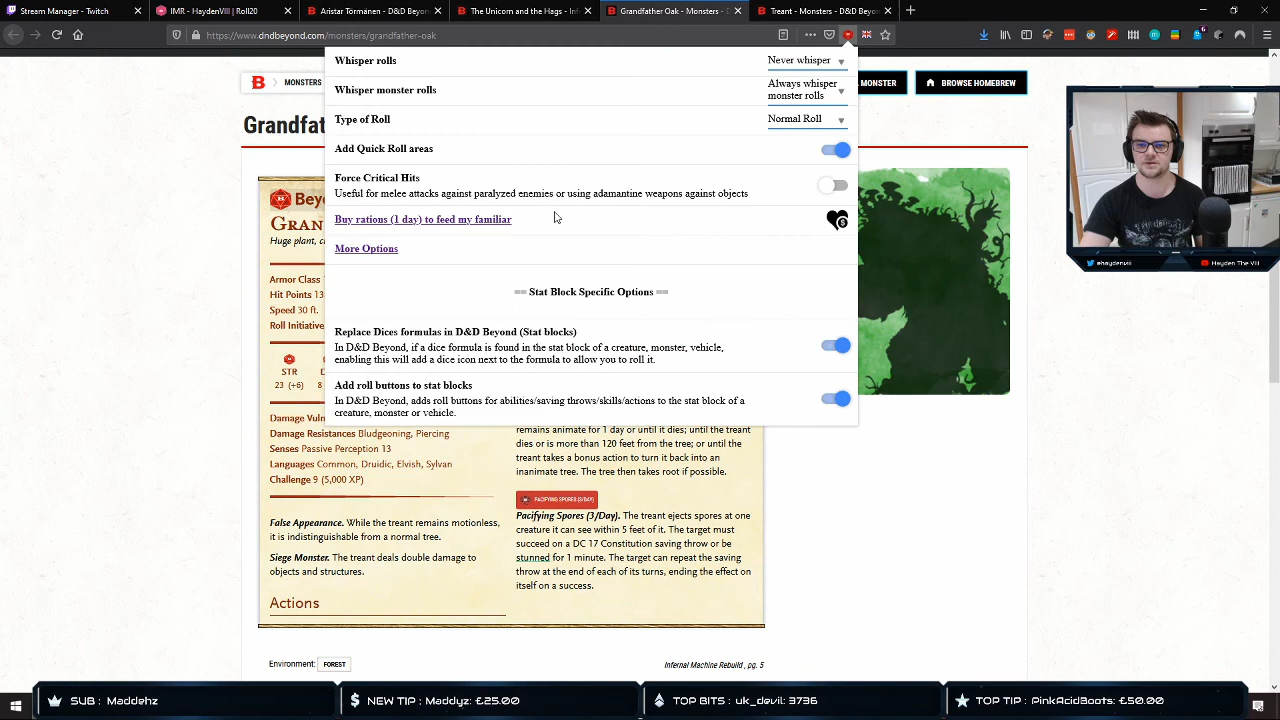 Stream Manager - Twitch
IMR - HaydenVIII | Roll20
Aristor Tormanen - D&D Beyon
The Unicorn and the Hags - Infe
Grandfather Oak - Monsters - D
Treant - Monsters - D&D Beyon
https://www.dndbeyond.com/monsters/grandfather-oak
MONSTERS
MONSTER
BROWSE HOMEBREW
Grandfat
Whisper rolls
Never whisper
Whisper monster rolls
Always whisper
monster rolls
Type of Roll
Normal Roll
Add Quick Roll areas
Force Critical Hits
Useful for melee attacks against paralyzed enemies or using adamantine weapons against objects
Buy rations (1 day) to feed my familiar
More Options
== Stat Block Specific Options ==
Replace Dices formulas in D&D Beyond (Stat blocks)
In D&D Beyond, if a dice formula is found in the stat block of a creature, monster, vehicle,
enabling this will add a dice icon next to the formula to allow you to roll it.
Add roll buttons to stat blocks
In D&D Beyond, adds roll buttons for abilities/saving throws/skills/actions to the stat block of a
creature, monster or vehicle.
Beyo
GRAN
Huge plant, c
Armor Class
Hit Points 13
Speed 30 ft.
Roll Initiative
STR
23 (+6)
8
Damage Vuln
Damage Resistances Bludgeoning, Piercing
Senses Passive Perception 13
Languages Common, Druidic, Elvish, Sylvan
Challenge 9 (5,000 XP)
False Appearance. While the treant remains motionless,
it is indistinguishable from a normal tree.
Siege Monster. The treant deals double damage to
objects and structures.
Actions
remains animate for 1 day or until it dies; until the treant
dies or is more than 120 feet from the tree; or until the
treant takes a bonus action to turn it back into an
inanimate tree. The tree then takes root if possible.
PACIFYING SPORES (3/DAY)
Pacifying Spores (3/Day). The treant ejects spores at one
creature it can see within 5 feet of it. The target must
succeed on a DC 17 Constitution saving throw or be
stunned for 1 minute. The target can repeat the saving
throw at the end of each of its turns, ending the effect on
itself on a success.
Environment: FOREST
Infernal Machine Rebuild , pg. 5
ehaydenviii
Hayden The VIII
SUB : Maddehz
NEW TIP : Maddyz: £25.00
TOP BITS : uk_devil: 3736
TOP TIP : PinkAcidBoots: £50.00